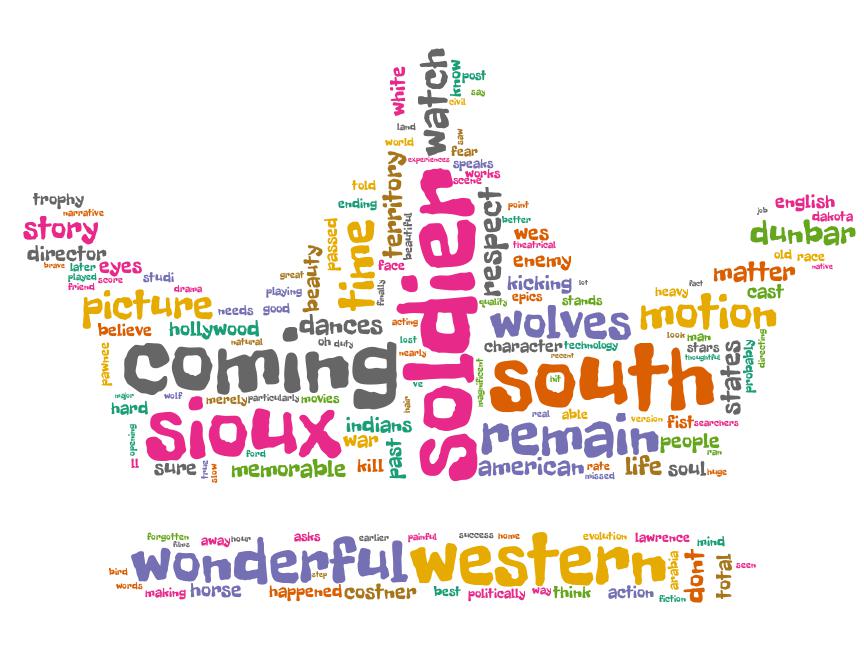 watch
white
know
post
say
civil
land
world
saw
fear
experiences
speaks
works
scene
told
ending
territory
beautiful
soldier
respect
point
better
wes
theatrical
enemy
trophy
narrative
story
director
brave
later
eyes
played
score
studi
friend
drama
picture
believe
hollywood
needs
good
playing
great
beauty
passed
time
face
finally
dances
acting
oh
duty
natural
lost
nearly
kicking
lot
quality
epics
stands
english
job
dakota
dunbar
old
race
native
matter
fact
heavy
cast
motion
wolves
look
man
stars
thoughtful
states
probably
directing
character
technology
recent
pawnee
coming
ve
hair
magnificent
south
hit
major
wolf
merely
particularly
movies
hard
opening
ll
sioux
indians
war
past
sure
true
slow
ford
memorable
kill
real
able
version
fist
searchers
remain
people
ran
american
rate
missed
life
soul
huge
forgotten
films
away
hour
asks
earlier
painful
success
home
evolution
lawrence
mind
bird
wonderful
step
western
arabia
dont
total
seen
words
making
horse
happened
costner
best
politically
way
think
action
fiction